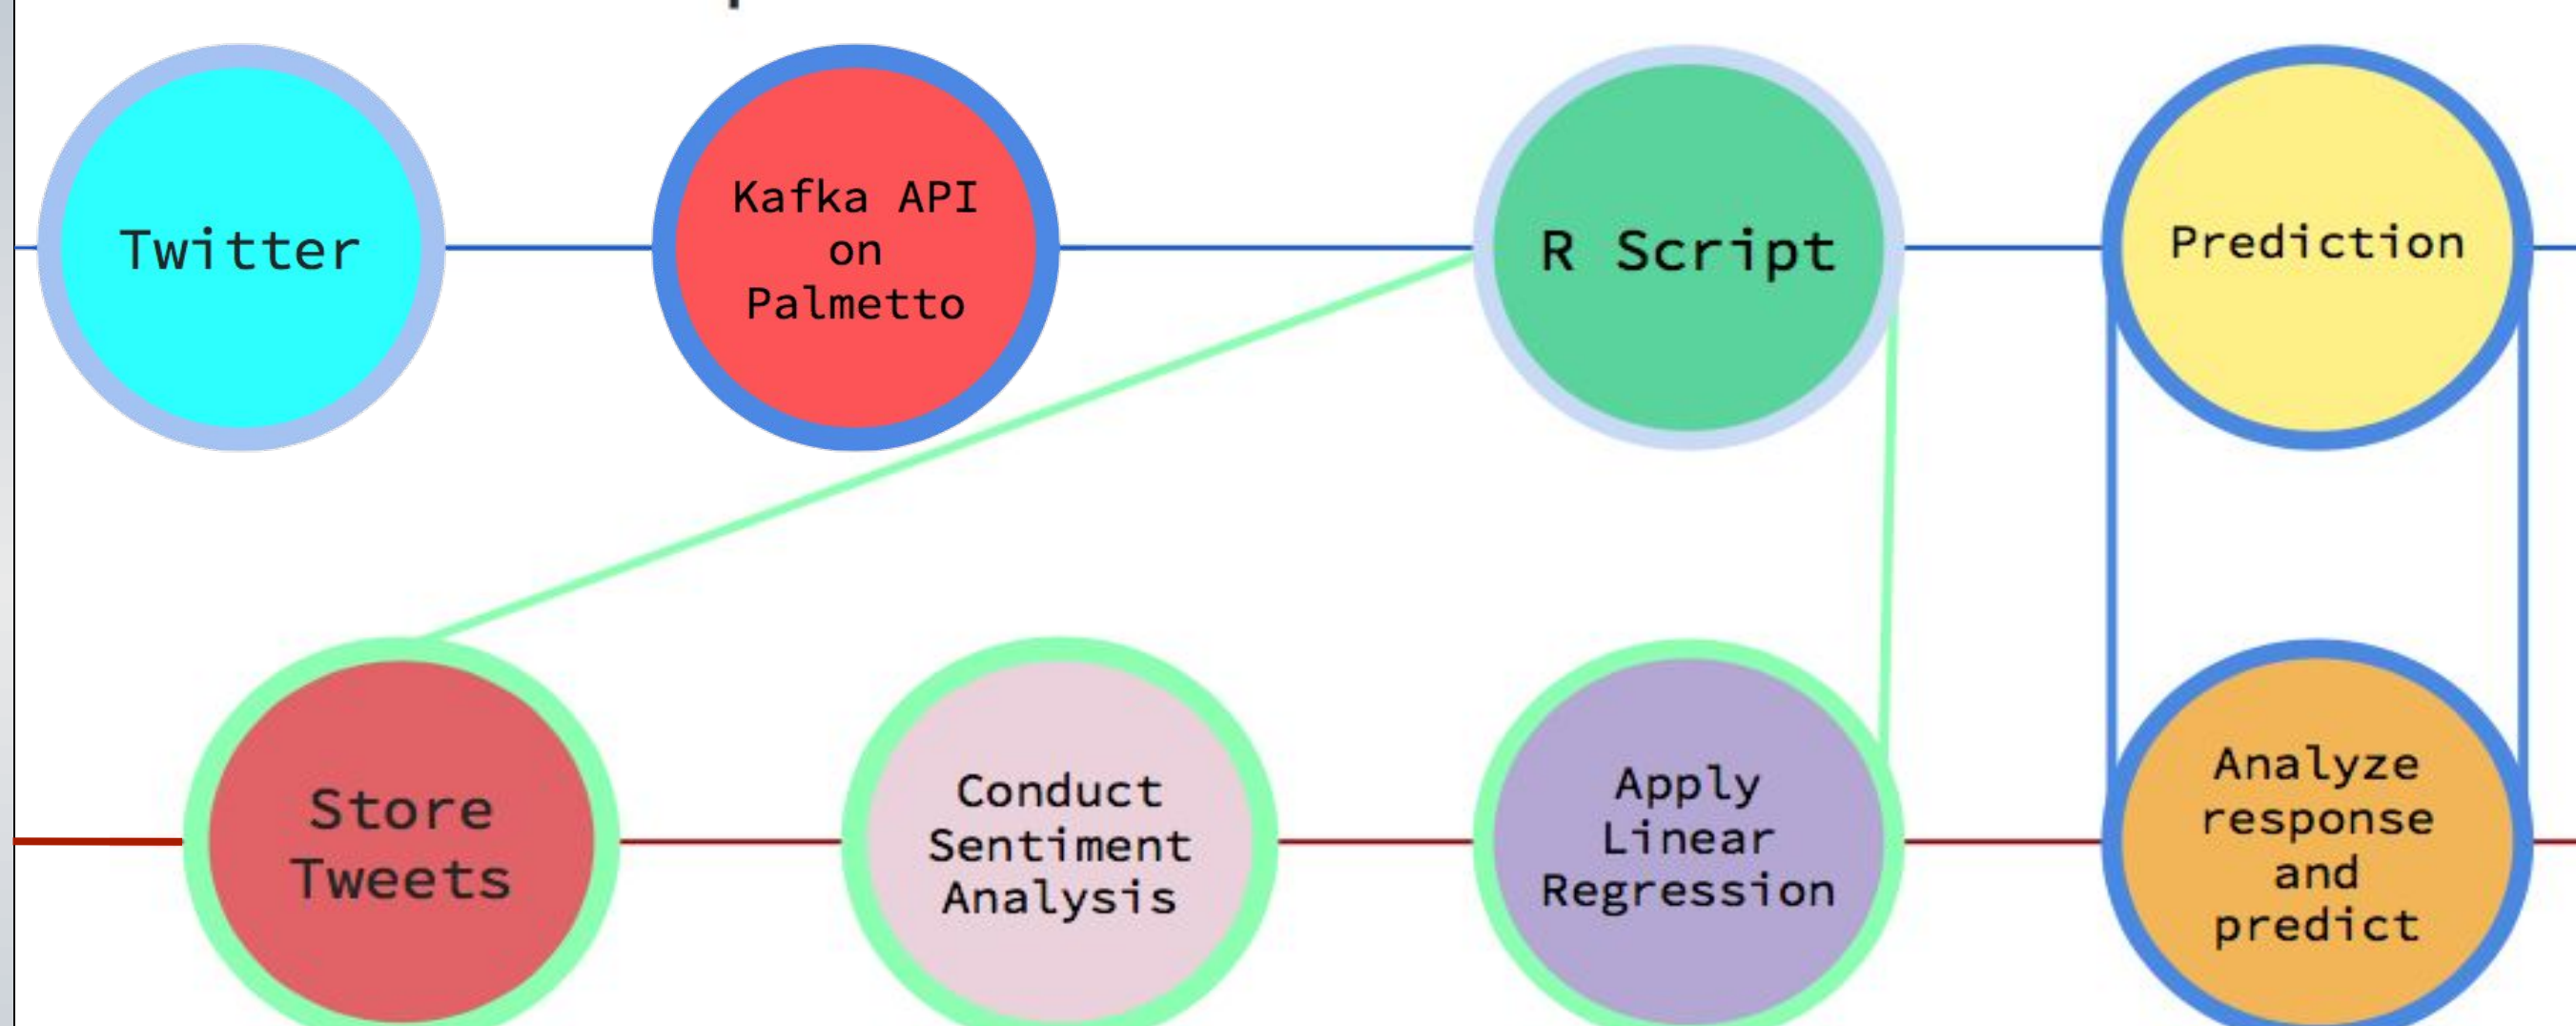 Twitter
Kafka API
on
Palmetto
R Script
Prediction
Store
Tweets
Conduct
Sentiment
Analysis
Apply
Linear
Regression
Analyze
response
and
predict